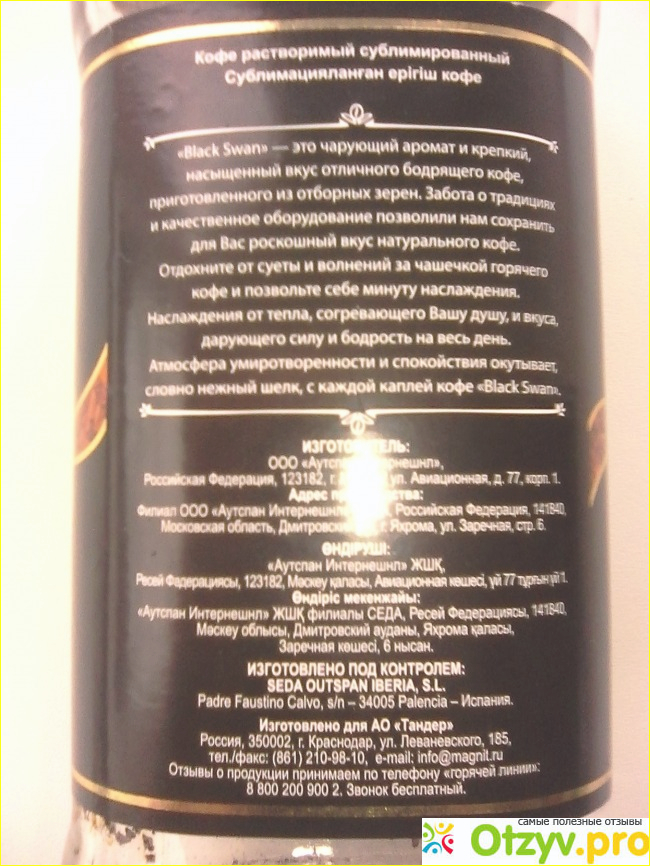 Кофе растворимый сублимированный
Сублимацияланган ерігіш кофе
«Black Swan» — это чарующий аромат и крепкий,
насыщенный вкус отличного бодрящего кофе,
приготовленного из отборных зерен. Забота о традициях
и качественное оборудование позволили нам сохранить
для Вас роскошный вкус натурального кофе.
Отдохните от суеты и волнений за чашечкой горячего
кофе и позвольте себе минуту наслаждения.
Наслаждения от тепла, согревающего Вашу душу, и вкуса,
дарующего силу и бодрость на весь день.
Атмосфера умиротворенности и спокойствия окутывает,
словно нежный шелк, с каждой каплей кофе «Black Swan».
ИЗГОТОВИТЕЛЬ:
ООО «Аутспан Интернешнл»,
Российская Федерация, 123182, г. ул. Авиационная, д. 77, корп. 1.
Адрес
Филиал ООО «Аутспан Российская Федерация, 141840,
Московская область, Дмитровский г. Яхрома, ул. Заречная, стр. 6.
ӨНДІРУШІ:
«Аутспан Интернешнл» ЖШҚ,
Ресей Федерациясы, 123182, Мәскеу қаласы, Авиационная көшесі, үй 77 тұрғын үй 1.
Өндіріс мекенжайы:
«Аутспан Интернешнл» ЖШҚ филиалы СЕДА, Ресей Федерациясы, 141840,
Мәскеу облысы, Дмитровский ауданы, Яхрома қаласы,
Заречная көшесі, 6 нысан.
ИЗГОТОВЛЕНО ПОД КОНТРОЛЕМ:
SEDA OUTSPAN IBERIA, S.L.
Padre Faustino Calvo, s/n – 34005 Palencia – Испания.
Изготовлено для АО «Тандер»
Россия, 350002, г. Краснодар, ул. Леваневского, 185,
тел./факс: (861) 210-98-10, e-mail: info@magnit.ru
Отзывы о продукции принимаем по телефону «горячей линии»:
8 800 200 900 2. Звонок бесплатный.
самые полезные отзывы
Otzyv.pro